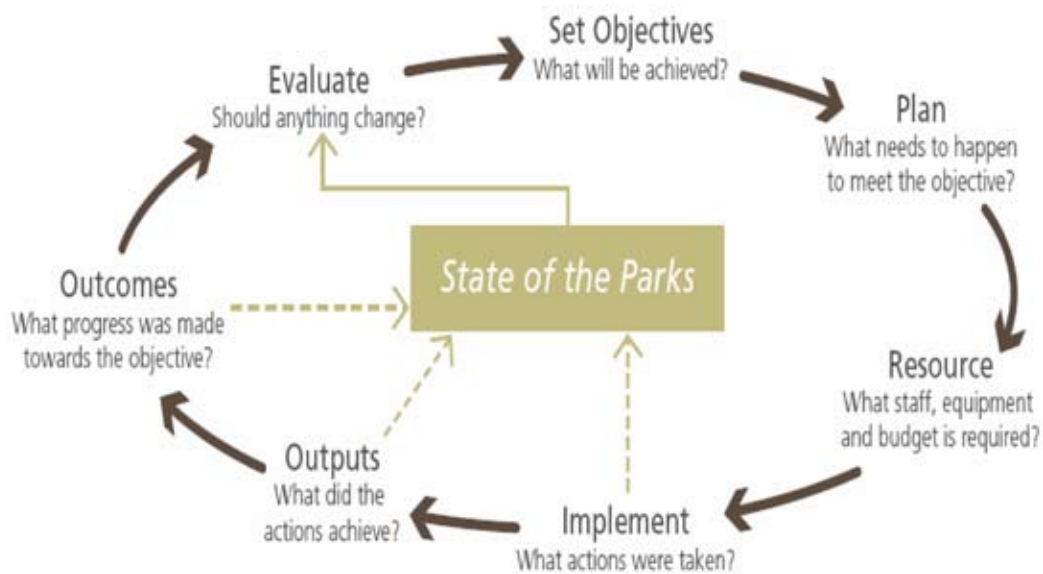 Set Objectives
What will be achieved?
Plan
What needs to happen
to meet the objective?
Resource
What staff, equipment
and budget is required?
Implement
What actions were taken?
Outputs
What did the
actions achieve?
Outcomes
What progress was made
towards the objective?
Evaluate
Should anything change?
State of the Parks